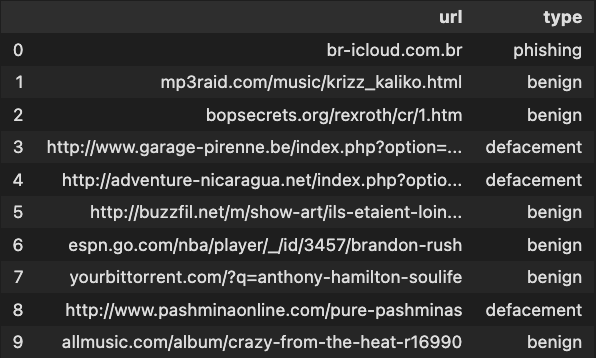 url type
0 br-icloud.com.br phishing
1 mp3raid.com/music/krizz_kaliko.html benign
2 bopsecrets.org/rexroth/cr/1.htm benign
3 http://www.garage-pirenne.be/index.php?option=... defacement
4 http://adventure-nicaragua.net/index.php?optio... defacement
5 http://buzzfil.net/m/show-art/ils-etaient-loin... benign
6 espn.go.com/nba/player/_/id/3457/brandon-rush benign
7 yourbittorrent.com/?q=anthony-hamilton-soulife benign
8 http://www.pashminaonline.com/pure-pashminas defacement
9 allmusic.com/album/crazy-from-the-heat-r16990 benign